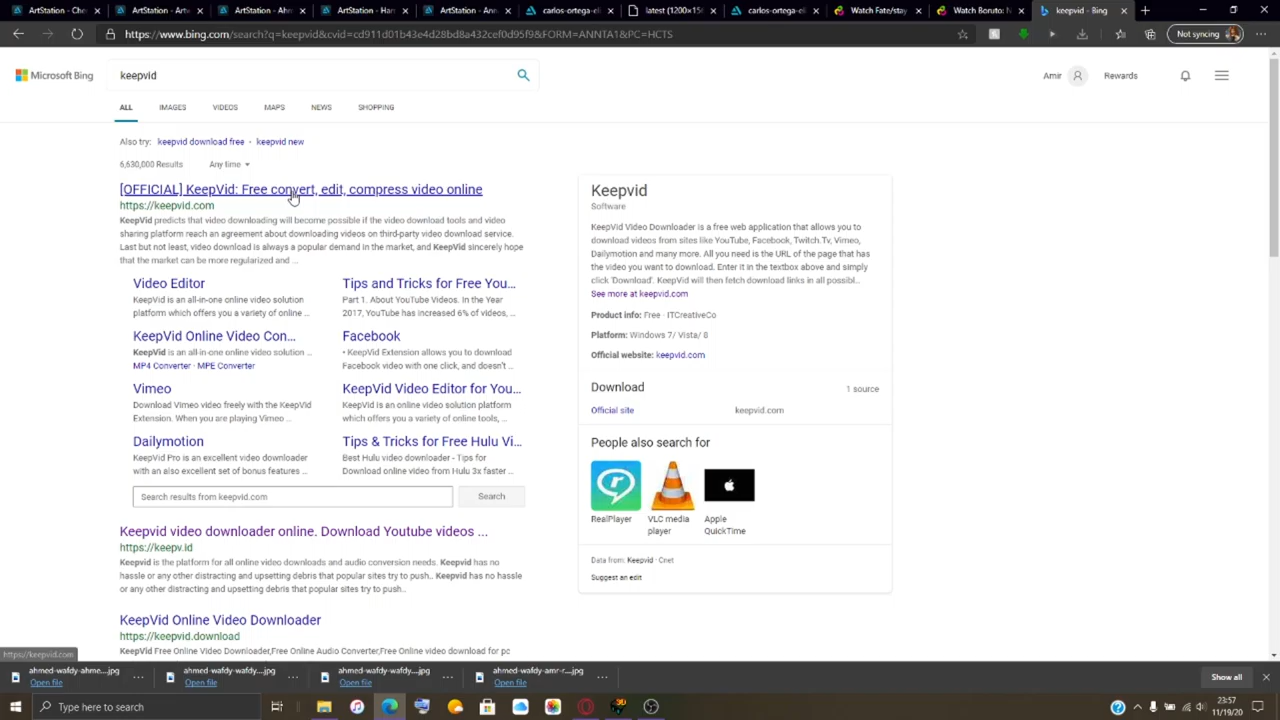 ArtStation - Che
ArtStation - Art
ArtStation - Ahm
ArtStation - Har
ArtStation - Ann
carlos-ortega-eli
latest (1200×15
carlos-ortega-eli
Watch Fate/stay
Watch Boruto: N
keepvid - Bing
https://www.bing.com/search?q=keepvid&cvid=cd911d01b43e4d28bd8a432cef0d95f9&FORM=ANNTA1&PC=HCTS
Not syncing
Microsoft Bing
keepvid
Amir
Rewards
ALL
IMAGES
VIDEOS
MAPS
NEWS
SHOPPING
Also try: keepvid download free · keepvid new
6,630,000 Results
Any time
[OFFICIAL] KeepVid: Free convert, edit, compress video online
https://keepvid.com
KeepVid predicts that video downloading will become possible if the video download tools and video
sharing platform reach an agreement about downloading videos on third-party video download service.
Last but not least, video download is always a popular demand in the market, and KeepVid sincerely hope
that the market can be more regularized and ...
Video Editor
KeepVid is an all-in-one online video solution
platform which offers you a variety of online ...
Tips and Tricks for Free You...
Part 1. About YouTube Videos. In the Year
2017, YouTube has increased 6% of videos, ...
KeepVid Online Video Con...
KeepVid is an all-in-one online video solution ...
MP4 Converter · MPE Converter
Facebook
• KeepVid Extension allows you to download
Facebook video with one click, and doesn't ...
Vimeo
Download Vimeo video freely with the KeepVid
Extension. When you are playing Vimeo ...
KeepVid Video Editor for You...
KeepVid is an online video solution platform
which offers you a variety of online tools, ...
Dailymotion
KeepVid Pro is an excellent video downloader
with an also excellent set of bonus features ...
Tips & Tricks for Free Hulu Vi...
Best Hulu video downloader - Tips for
Download online video from Hulu 3x faster ...
Search results from keepvid.com
Search
Keepvid video downloader online. Download Youtube videos ...
https://keepv.id
Keepvid is the platform for all online video downloads and audio conversion needs. Keepvid has no
hassle or any other distracting and upsetting debris that popular sites try to push.. Keepvid has no hassle
or any other distracting and upsetting debris that popular sites try to push..
KeepVid Online Video Downloader
https://keepvid.download
KeepVid Free Online Video Downloader,Free Online Audio Converter,Free Online video download for pc
Keepvid
Software
KeepVid Video Downloader is a free web application that allows you to
download videos from sites like YouTube, Facebook, Twitch.Tv, Vimeo,
Dailymotion and many more. All you need is the URL of the page that has
the video you want to download. Enter it in the textbox above and simply
click 'Download'. KeepVid will then fetch download links in all possibl...
See more at keepvid.com
Product info: Free · ITCreativeCo
Platform: Windows 7/ Vista/ 8
Official website: keepvid.com
Download
1 source
Official site
keepvid.com
People also search for
RealPlayer
VLC media
player
Apple
QuickTime
Data from: Keepvid · Cnet
Suggest an edit
https://keepvid.com
ahmed-wafdy-ahme....jpg
Open file
ahmed-wafdy-wafdy....jpg
Open file
ahmed-wafdy-wafdy....jpg
Open file
ahmed-wafdy-amr-r....jpg
Open file
Show all
Type here to search
23:57
11/19/20